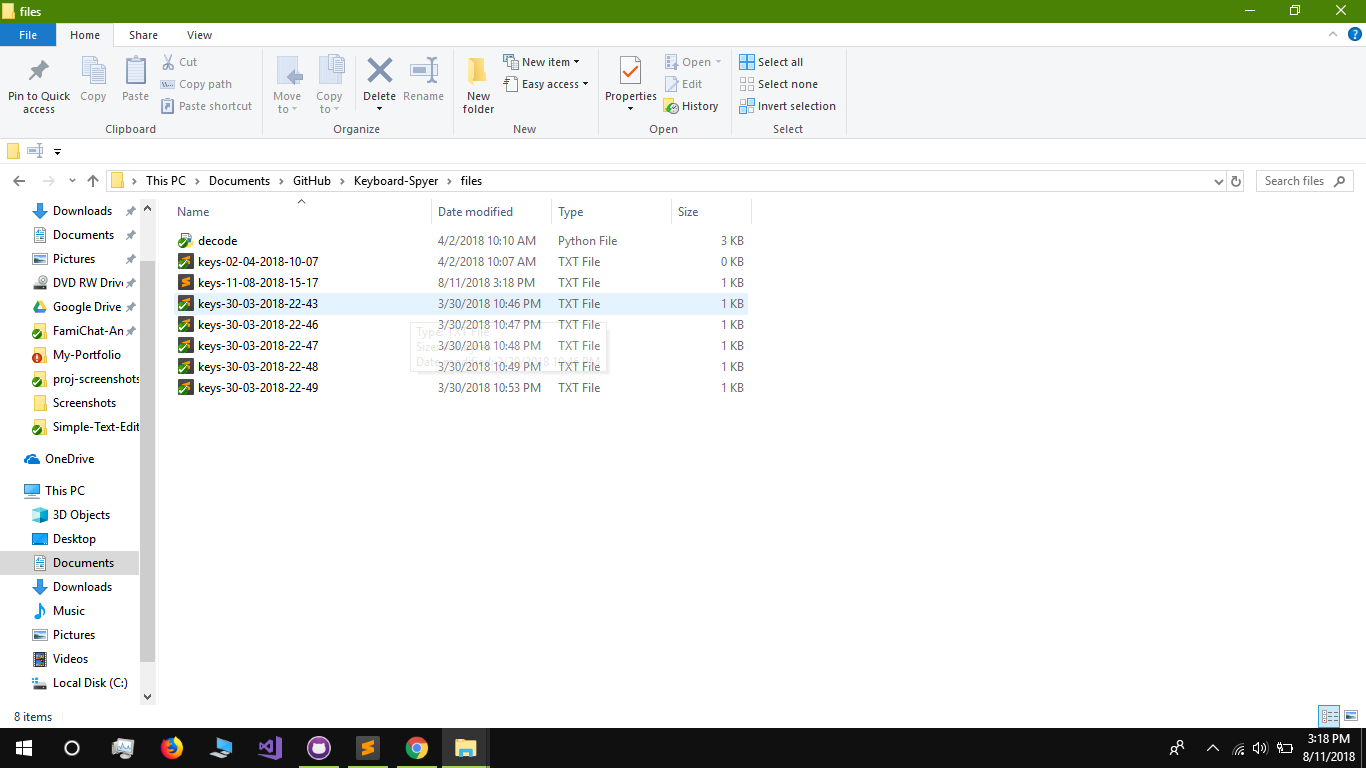 files
File Home Share View
Pin to Quick access
Copy
Paste
Cut
Copy path
Paste shortcut
Clipboard
Move to
Copy to
Delete
Rename
Organize
New folder
New item
Easy access
New
Properties
Open
Edit
History
Open
Select all
Select none
Invert selection
Select
This PC > Documents > GitHub > Keyboard-Spyer > files
Search files
Downloads
Documents
Pictures
DVD RW Drive
Google Drive
FamiChat-An
My-Portfolio
proj-screenshots
Screenshots
Simple-Text-Edit
OneDrive
This PC
3D Objects
Desktop
Documents
Downloads
Music
Pictures
Videos
Local Disk (C:)
Name Date modified Type Size
decode 4/2/2018 10:10 AM Python File 3 KB
keys-02-04-2018-10-07 4/2/2018 10:07 AM TXT File 0 KB
keys-11-08-2018-15-17 8/11/2018 3:18 PM TXT File 1 KB
keys-30-03-2018-22-43 3/30/2018 10:46 PM TXT File 1 KB
keys-30-03-2018-22-46 3/30/2018 10:47 PM TXT File 1 KB
Type: TXT File
keys-30-03-2018-22-47 3/30/2018 10:48 PM TXT File 1 KB
Date modified: 3/30/2018 10:46 PM
keys-30-03-2018-22-48 3/30/2018 10:49 PM TXT File 1 KB
keys-30-03-2018-22-49 3/30/2018 10:53 PM TXT File 1 KB
8 items
3:18 PM
8/11/2018